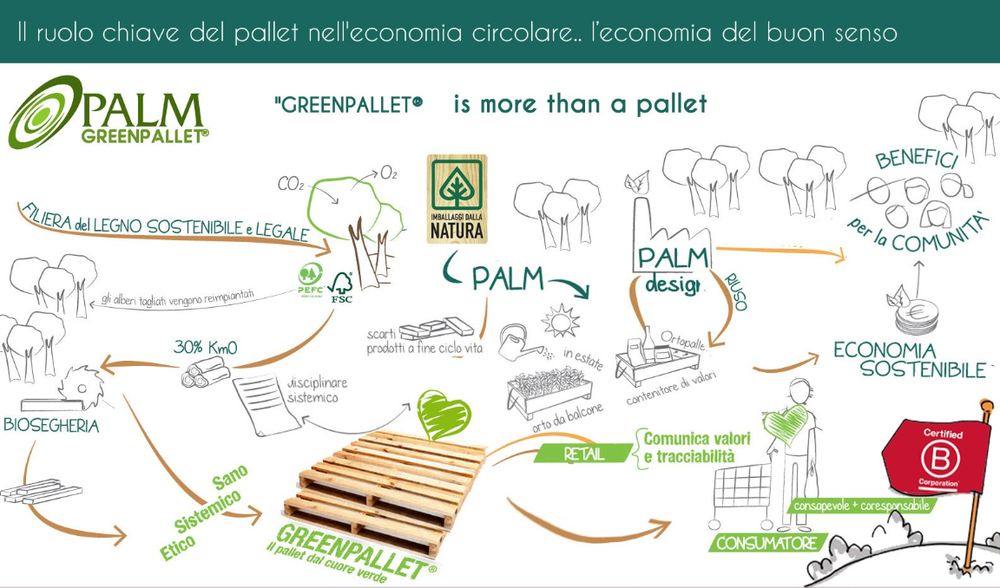 Il ruolo chiave del pallet nell'economia circolare.. l'economia del buon senso
PALM
GREENPALLET®
"GREENPALLET® is more than a pallet
CO2
O2
FILIERA del LEGNO SOSTENIBILE e LEGALE
PEFC
FSC
IMBALLAGGI DALLA
NATURA
PALM
PALM
design
RIUSO
BENEFICI
per la COMUNITA'
gli alberi tagliati vengono reimpiantati
30% Km0
scarti
prodotti a fine ciclo vita
in estate
orto da balcone
Ortopalle
contenitore di valori
ECONOMIA
SOSTENIBILE
disciplinare
sistemico
BIOSEGHERIA
Sano
Sistemico
Etico
GREENPALLET®
il pallet dal cuore verde
RETAIL
Comunica valori
e tracciabilità
consapevole + coresponsabile
CONSUMATORE
Certified
B
Corporation